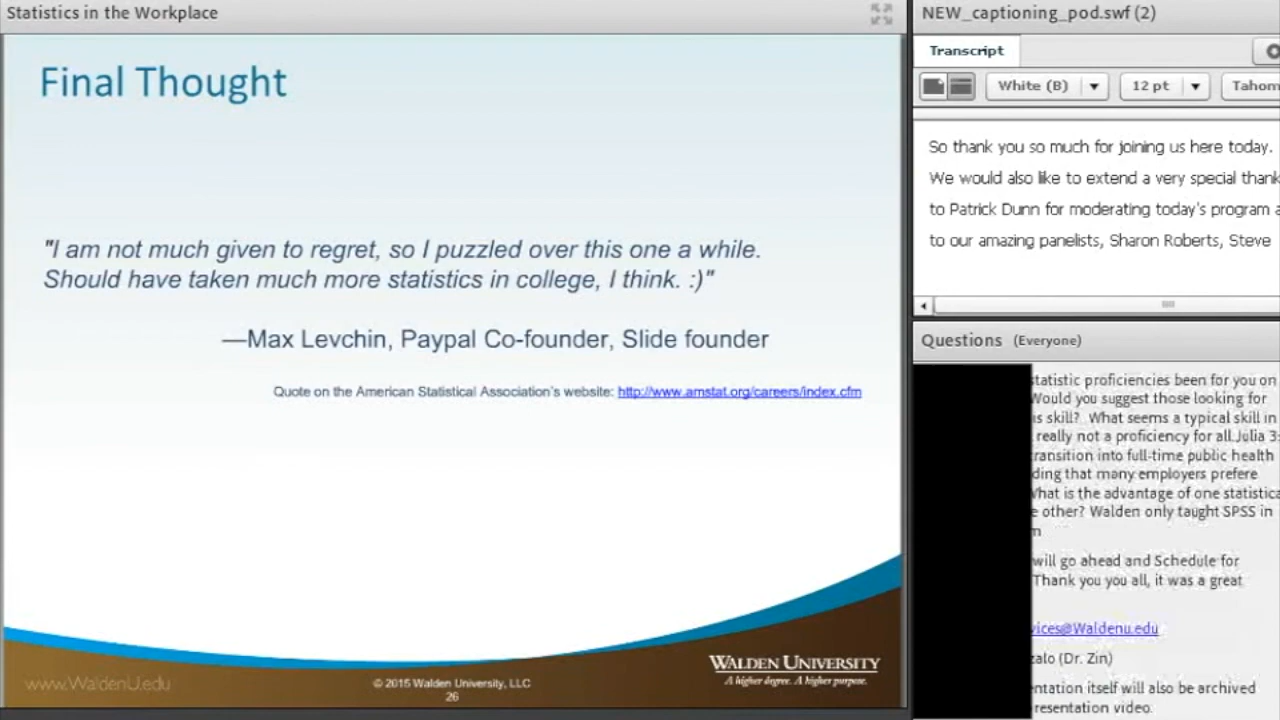 Statistics in the Workplace
Final Thought
"I am not much given to regret, so I puzzled over this one a while.
Should have taken much more statistics in college, I think. :)"
—Max Levchin, Paypal Co-founder, Slide founder
Quote on the American Statistical Association's website: http://www.amstat.org/careers/index.cfm
www.WaldenU.edu
© 2015 Walden University, LLC
26
WALDEN UNIVERSITY
A higher degree. A higher purpose.
NEW_captioning_pod.swf (2)
Transcript
White (B)
12 pt
Tahom
So thank you so much for joining us here today.
We would also like to extend a very special thank
to Patrick Dunn for moderating today's program a
to our amazing panelists, Sharon Roberts, Steve
Questions (Everyone)
statistic proficiencies been for you on
Would you suggest those looking for
is skill? What seems a typical skill in
really not a proficiency for all.Julia 3:
transition into full-time public health
ding that many employers prefere
What is the advantage of one statistica
e other? Walden only taught SPSS in
will go ahead and Schedule for
Thank you you all, it was a great
vices@Waldenu.edu
zalo (Dr. Zin)
entation itself will also be archived
resentation video.